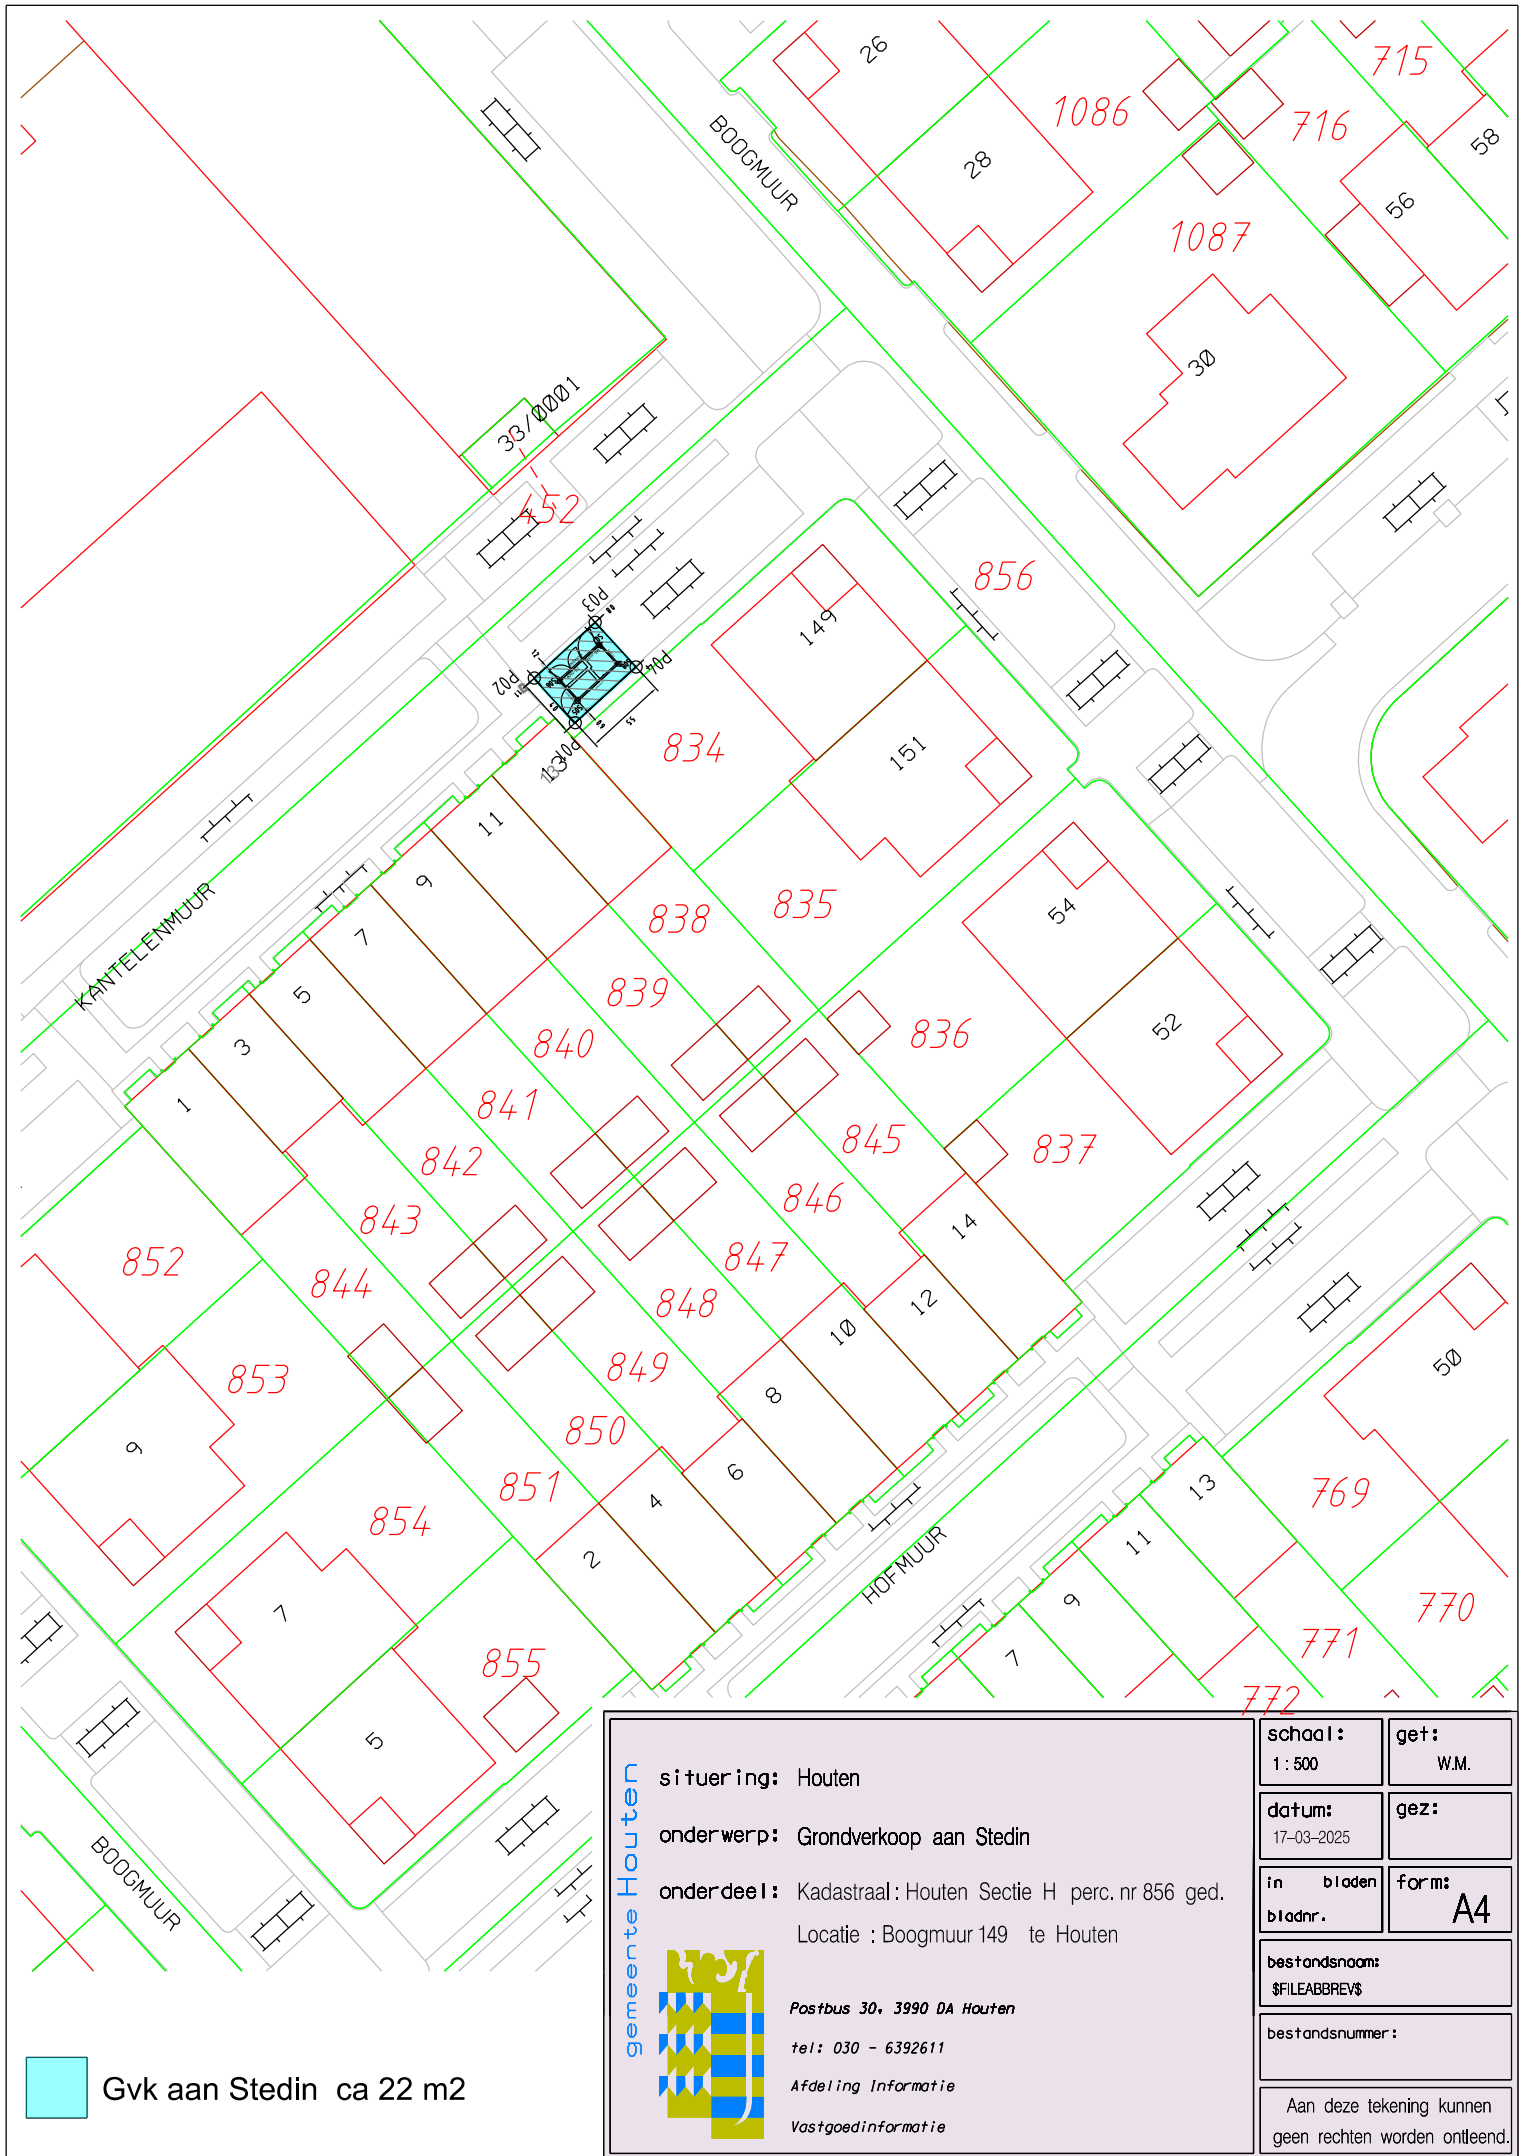 26
28
1086
715
716
58
56
1087
30
BOOGMUUR
33/0001
452
856
P03
P02
P04
P01
149
151
834
13
11
9
7
5
3
1
KANTELENMUUR
835
838
839
840
841
842
843
844
54
52
836
837
845
846
847
848
849
850
851
852
853
854
855
14
12
10
8
6
4
2
9
7
5
50
13
11
9
7
769
770
771
772
HOFMUUR
BOOGMUUR
gemeente Houten
situering: Houten
onderwerp: Grondverkoop aan Stedin
onderdeel: Kadastraal : Houten Sectie H perc. nr 856 ged.
Locatie : Boogmuur 149 te Houten
Postbus 30, 3990 DA Houten
tel: 030 - 6392611
Afdeling Informatie
Vastgoedinformatie
schaal:
1 : 500
get:
W.M.
datum:
17-03-2025
gez:
in bladen
bladnr.
form:
A4
bestandsnaam:
$FILEABBREV$
bestandsnummer:
Aan deze tekening kunnen
geen rechten worden ontleend.
Gvk aan Stedin ca 22 m2